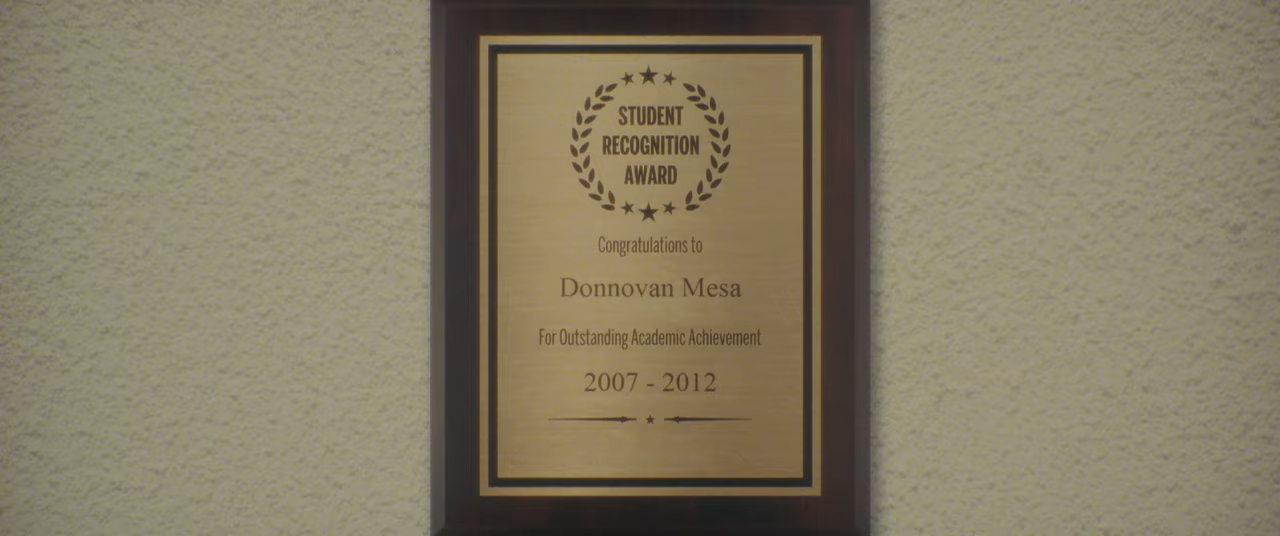 STUDENT
RECOGNITION
AWARD
Congratulations to
Donnovan Mesa
For Outstanding Academic Achievement
2007 - 2012